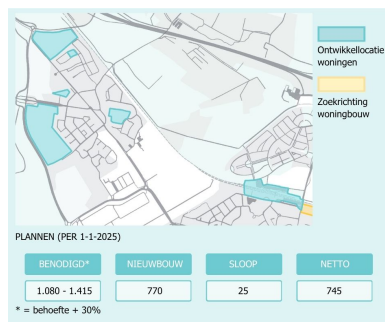 Ontwikkellocatie
woningen
Zoekrichting
woningbouw
PLANNEN (PER 1-1-2025)
BENODIGD* NIEUWBOUW SLOOP NETTO
1.080 - 1.415 770 25 745
* = behoefte + 30%